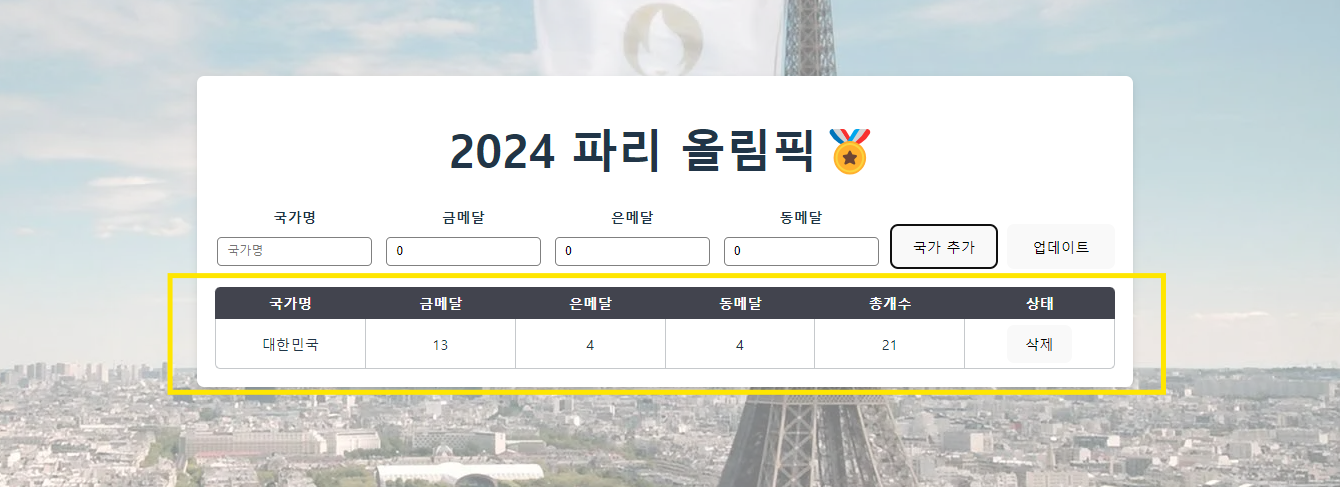 2024 파리 올림픽🏅
국가명 금메달 은메달 동메달
국가명 0 0 0 국가 추가 업데이트
국가명 금메달 은메달 동메달 총개수 상태
대한민국 13 4 4 21 삭제